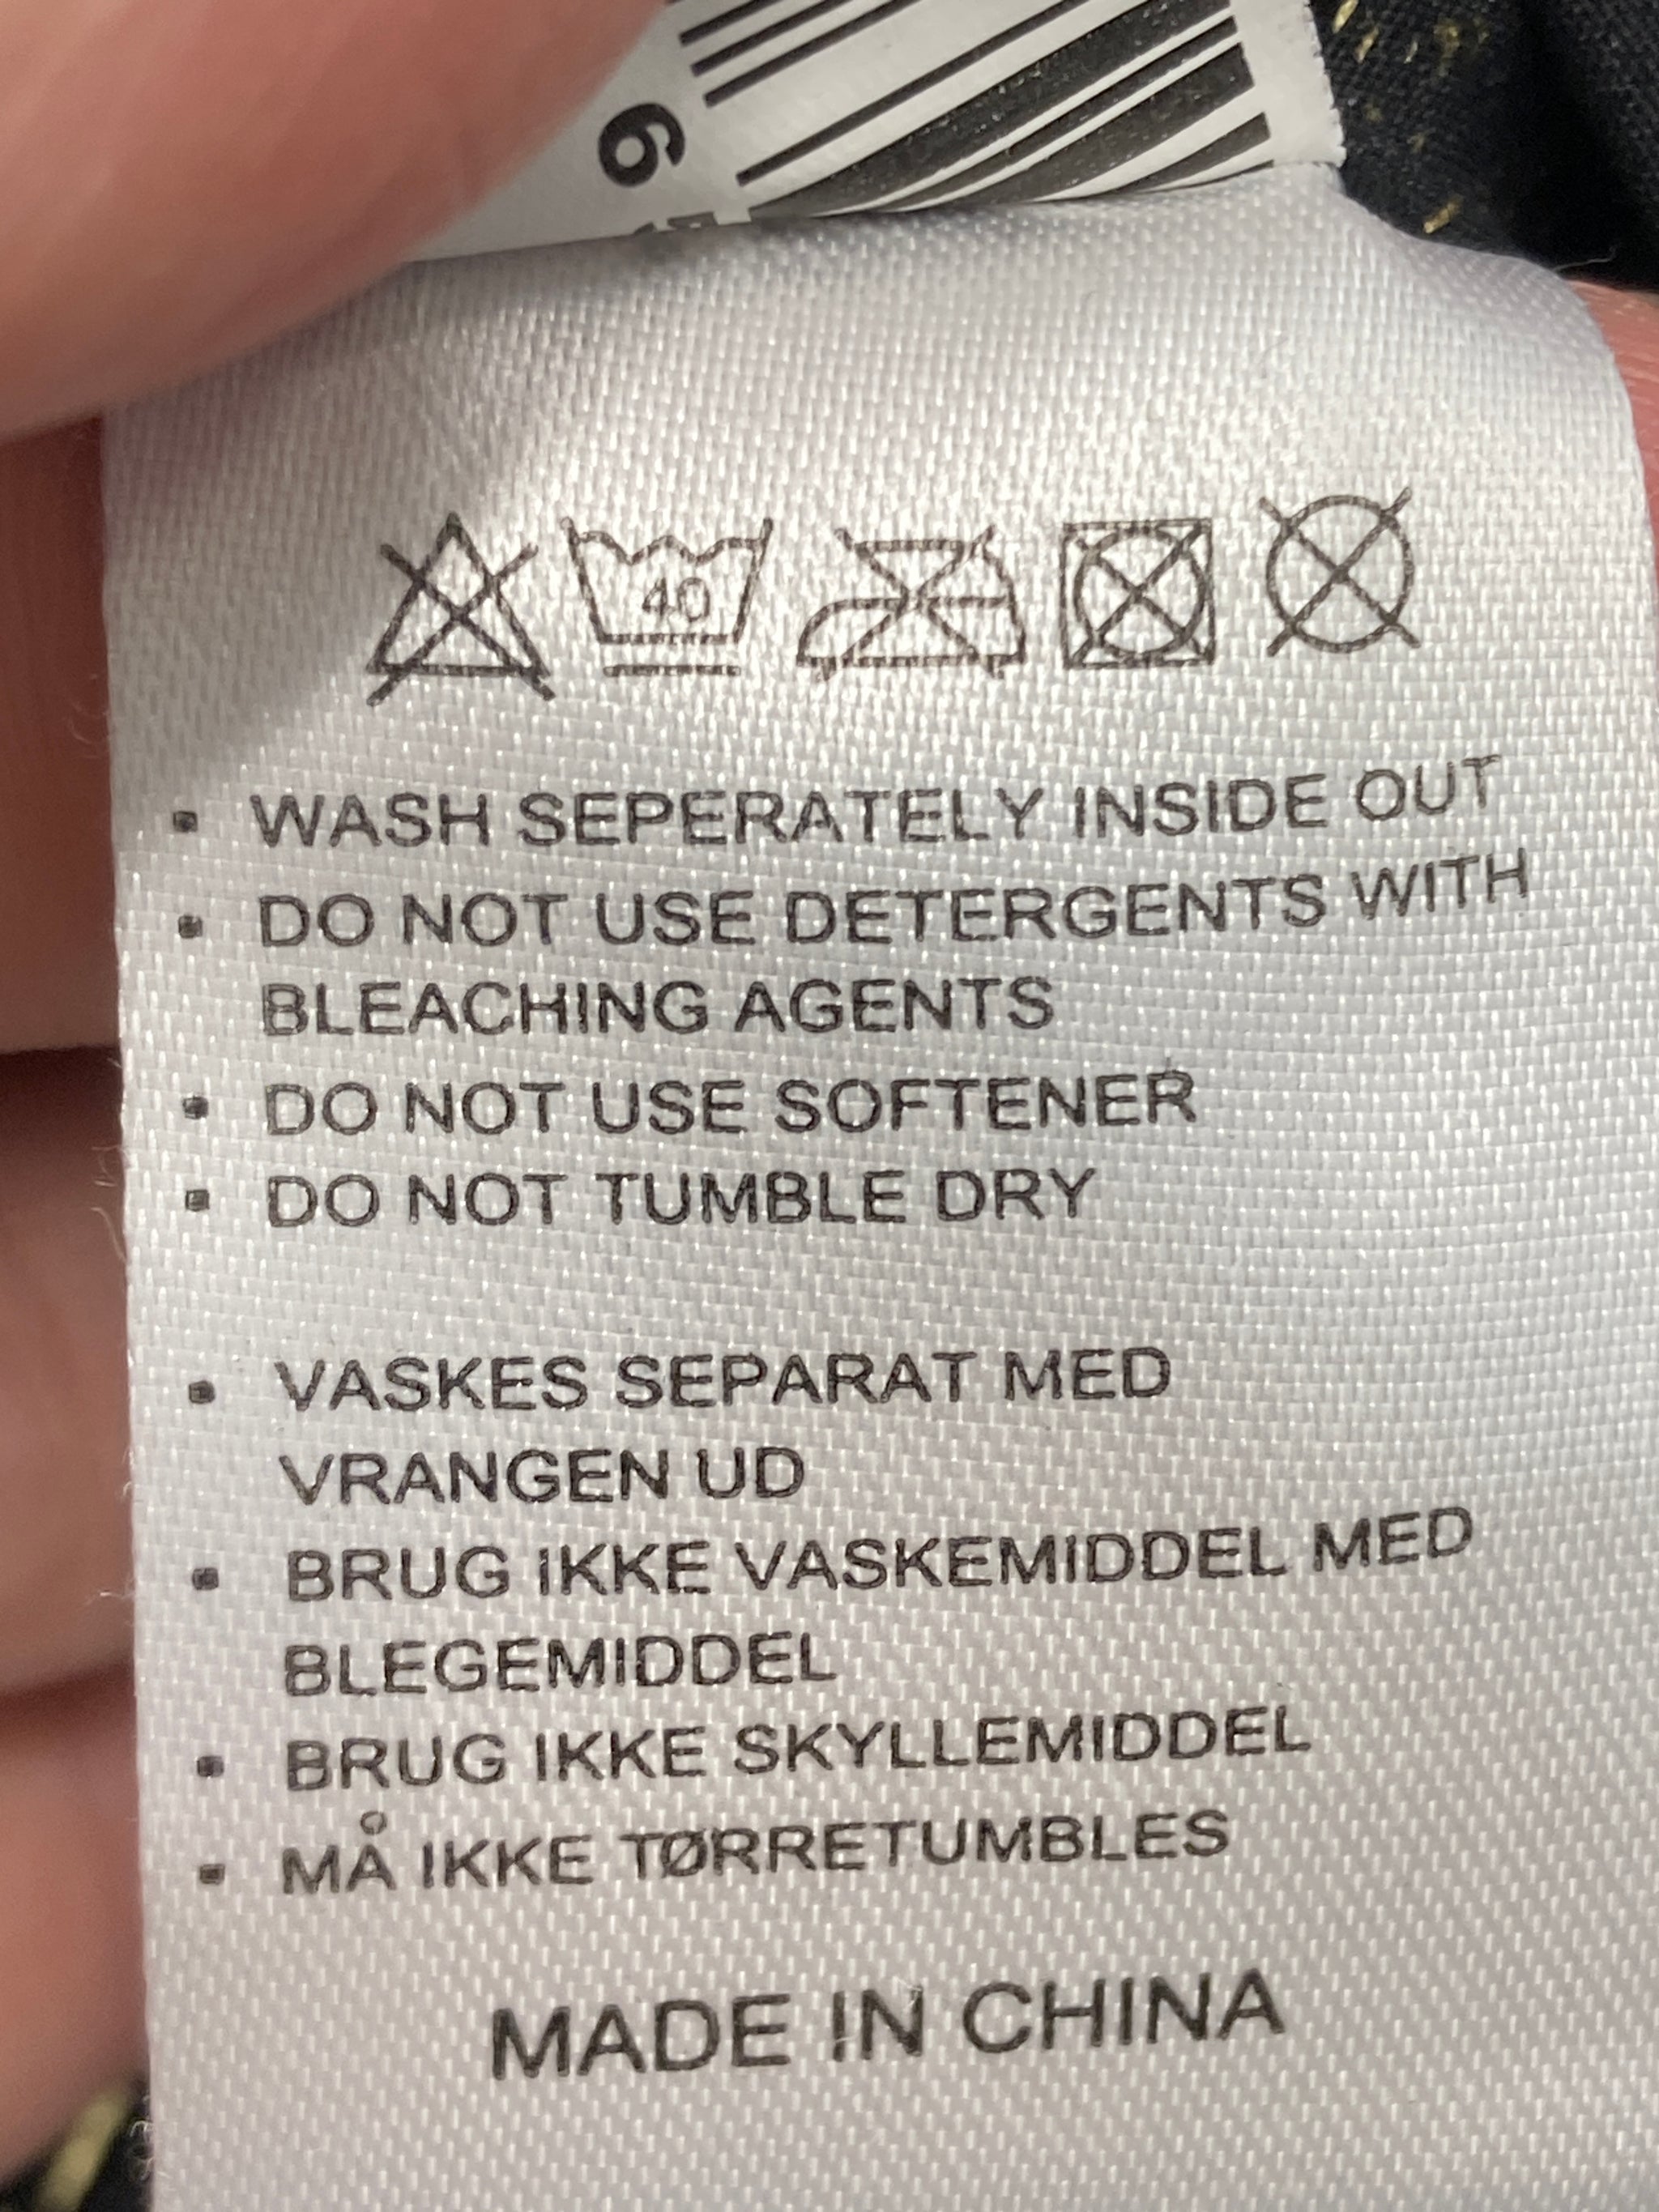 6
40
▪ WASH SEPERATELY INSIDE OUT
▪ DO NOT USE DETERGENTS WITH
BLEACHING AGENTS
▪ DO NOT USE SOFTENER
▪ DO NOT TUMBLE DRY
▪ VASKES SEPARAT MED
VRANGEN UD
▪ BRUG IKKE VASKEMIDDEL MED
BLEGEMIDDEL
▪ BRUG IKKE SKYLLEMIDDEL
▪ MÅ IKKE TØRRETUMBLES
MADE IN CHINA